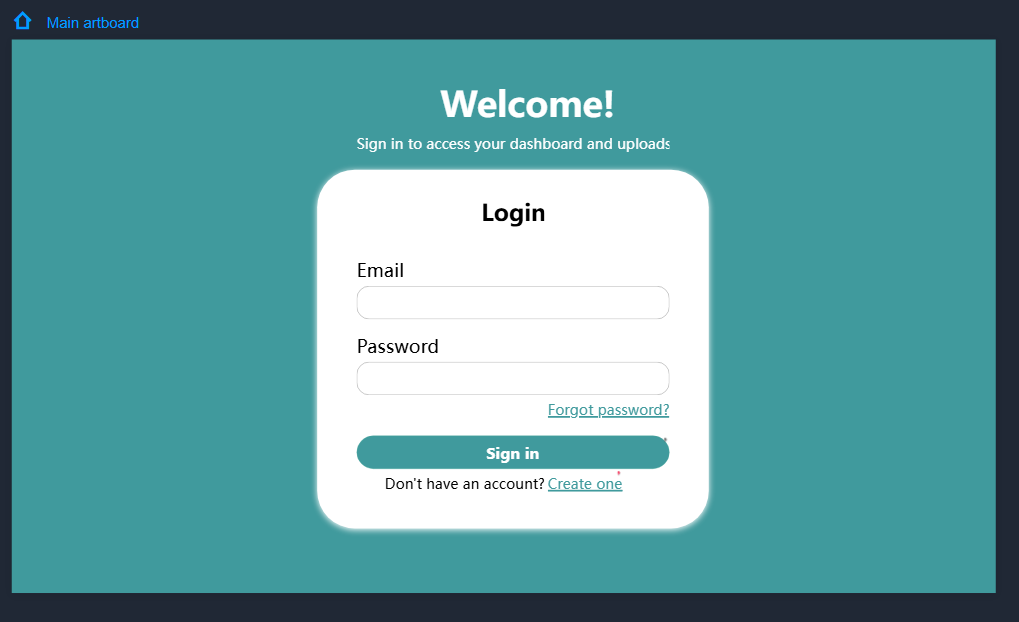 Main artboard
Welcome!
Sign in to access your dashboard and uploads
Login
Email
Password
Forgot password?
Sign in
Don't have an account? Create one